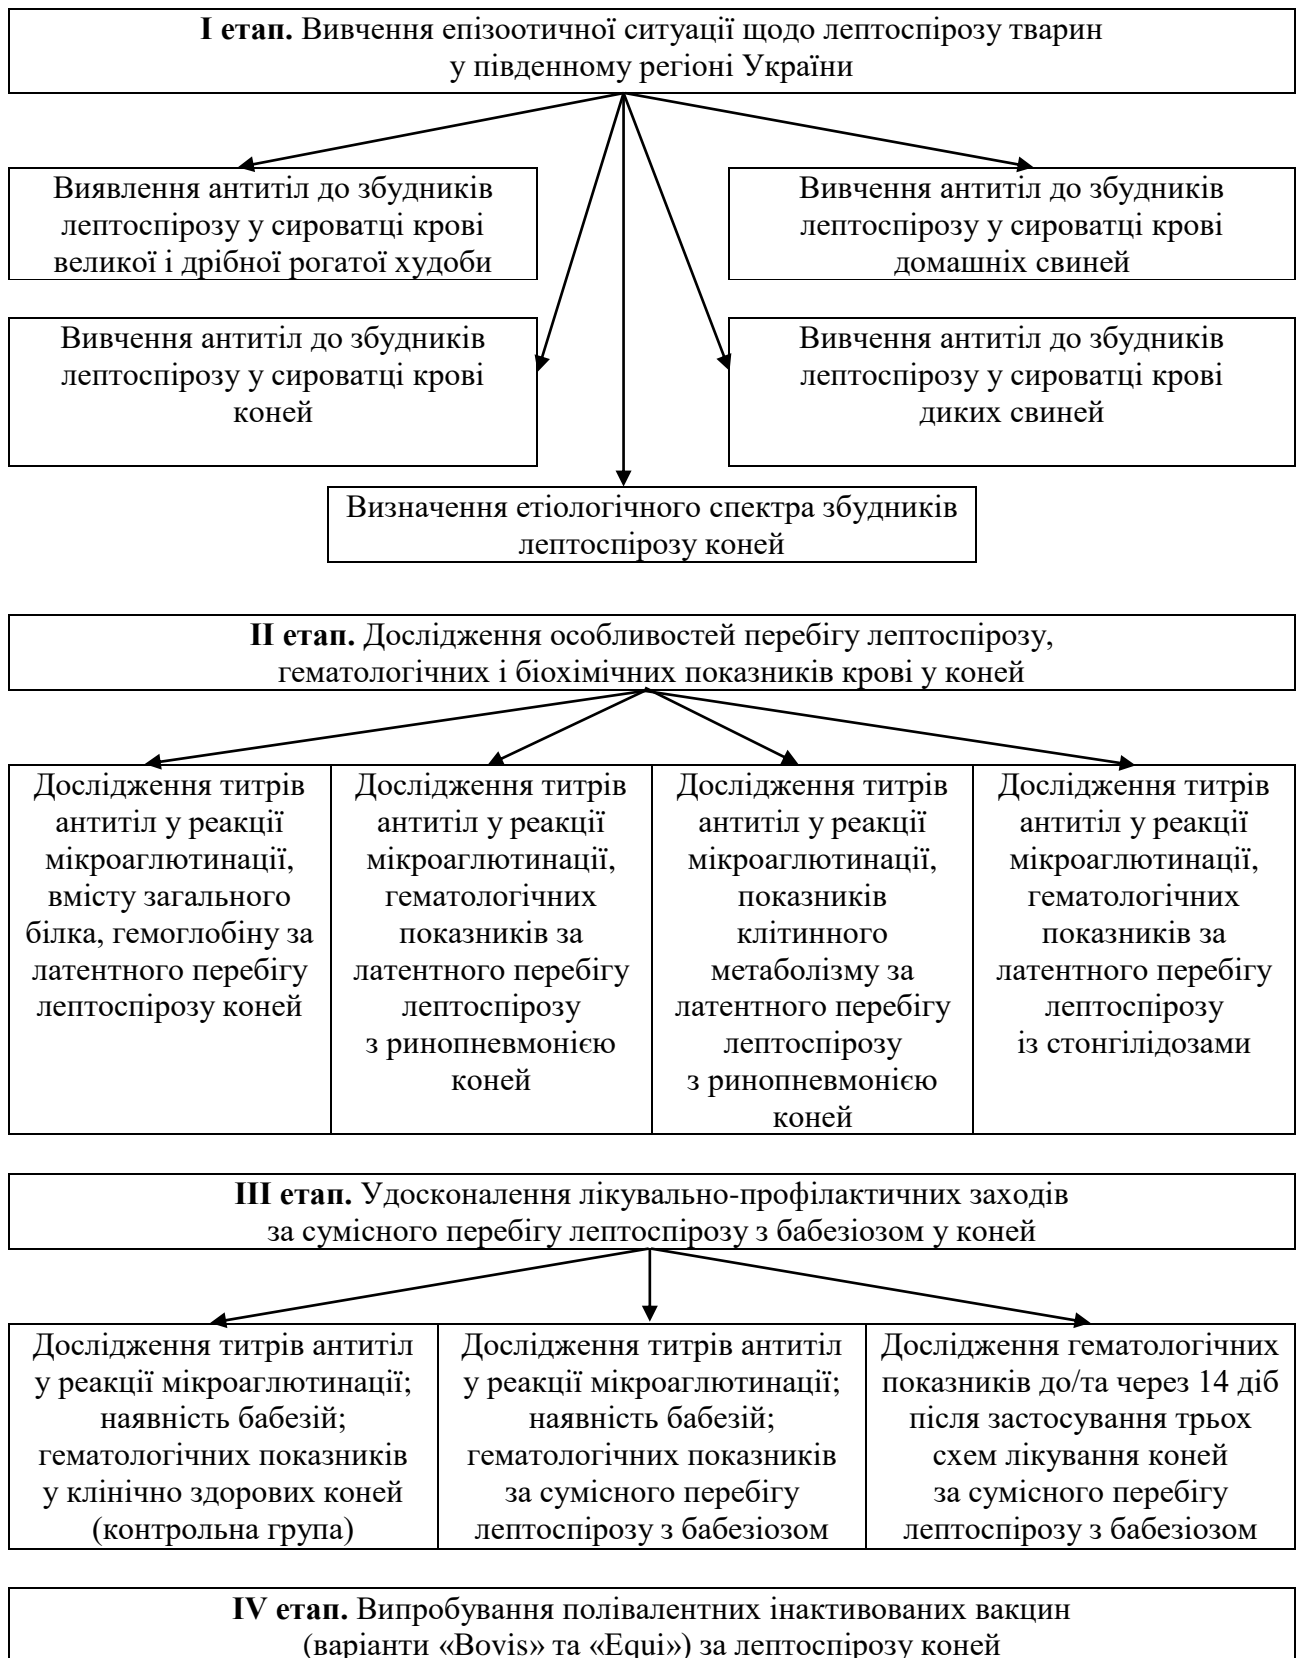 I етап. Вивчення епізоотичної ситуації щодо лептоспірозу тварин
у південному регіоні України
Виявлення антитіл до збудників
лептоспірозу у сироватці крові
великої і дрібної рогатої худоби
Вивчення антитіл до збудників
лептоспірозу у сироватці крові
домашніх свиней
Вивчення антитіл до збудників
лептоспірозу у сироватці крові
коней
Вивчення антитіл до збудників
лептоспірозу у сироватці крові
диких свиней
Визначення етіологічного спектра збудників
лептоспірозу коней
II етап. Дослідження особливостей перебігу лептоспірозу,
гематологічних і біохімічних показників крові у коней
Дослідження титрів
антитіл у реакції
мікроаглютинації,
вмісту загального
білка, гемоглобіну за
латентного перебігу
лептоспірозу коней
Дослідження титрів
антитіл у реакції
мікроаглютинації,
гематологічних
показників за
латентного перебігу
лептоспірозу
з ринопневмонією
коней
Дослідження титрів
антитіл у реакції
мікроаглютинації,
показників
клітинного
метаболізму за
латентного перебігу
лептоспірозу
з ринопневмонією
коней
Дослідження титрів
антитіл у реакції
мікроаглютинації,
гематологічних
показників за
латентного перебігу
лептоспірозу
із стонгілідозами
III етап. Удосконалення лікувально-профілактичних заходів
за сумісного перебігу лептоспірозу з бабезіозом у коней
Дослідження титрів антитіл
у реакції мікроаглютинації;
наявність бабезій;
гематологічних показників
у клінічно здорових коней
(контрольна група)
Дослідження титрів антитіл
у реакції мікроаглютинації;
наявність бабезій;
гематологічних показників
за сумісного перебігу
лептоспірозу з бабезіозом
Дослідження гематологічних
показників до/та через 14 діб
після застосування трьох
схем лікування коней
за сумісного перебігу
лептоспірозу з бабезіозом
IV етап. Випробування полівалентних інактивованих вакцин
(варіанти «Bovis» та «Equi») за лептоспірозу коней